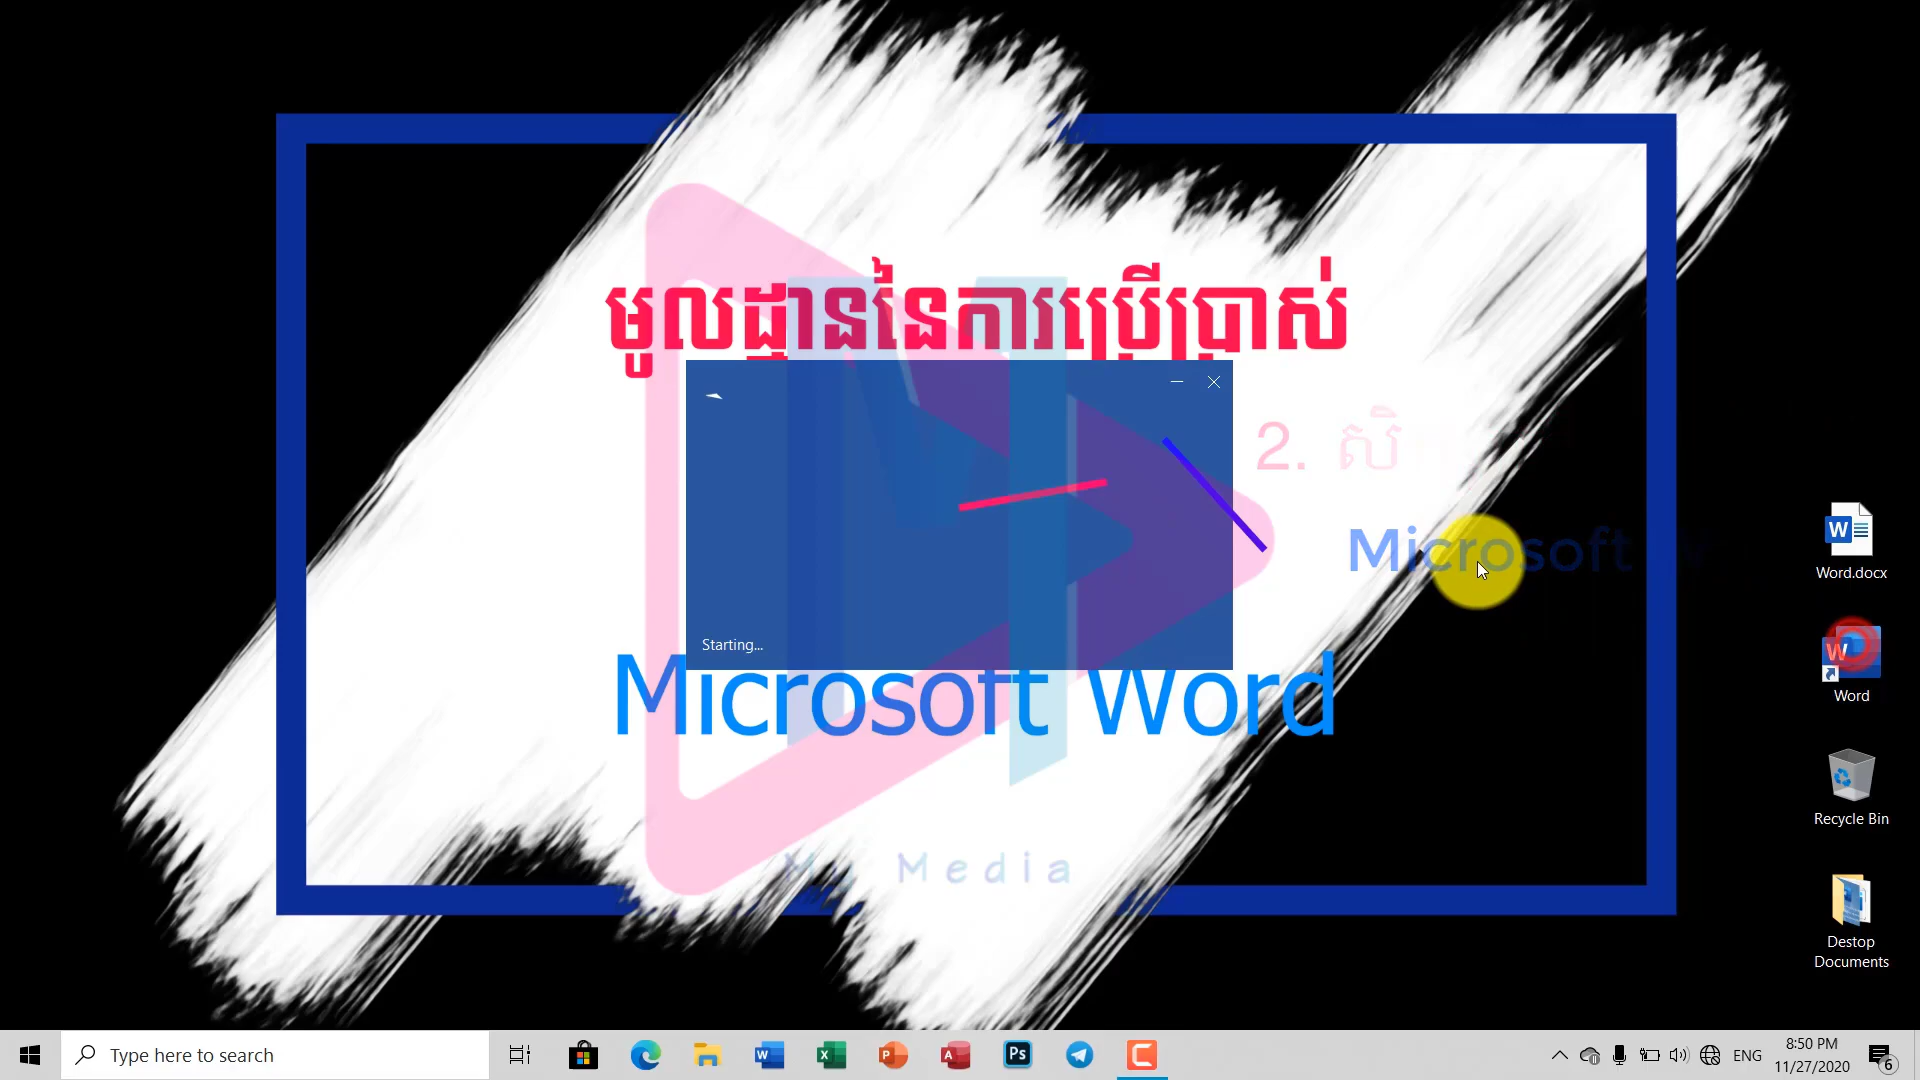 មូលដ្ឋាននៃការប្រើប្រាស់
2. សិ
Microsoft W
Starting...
Microsoft Word
My Media
Word.docx
Word
Recycle Bin
Destop
Documents
Type here to search
ENG
8:50 PM
11/27/2020
6